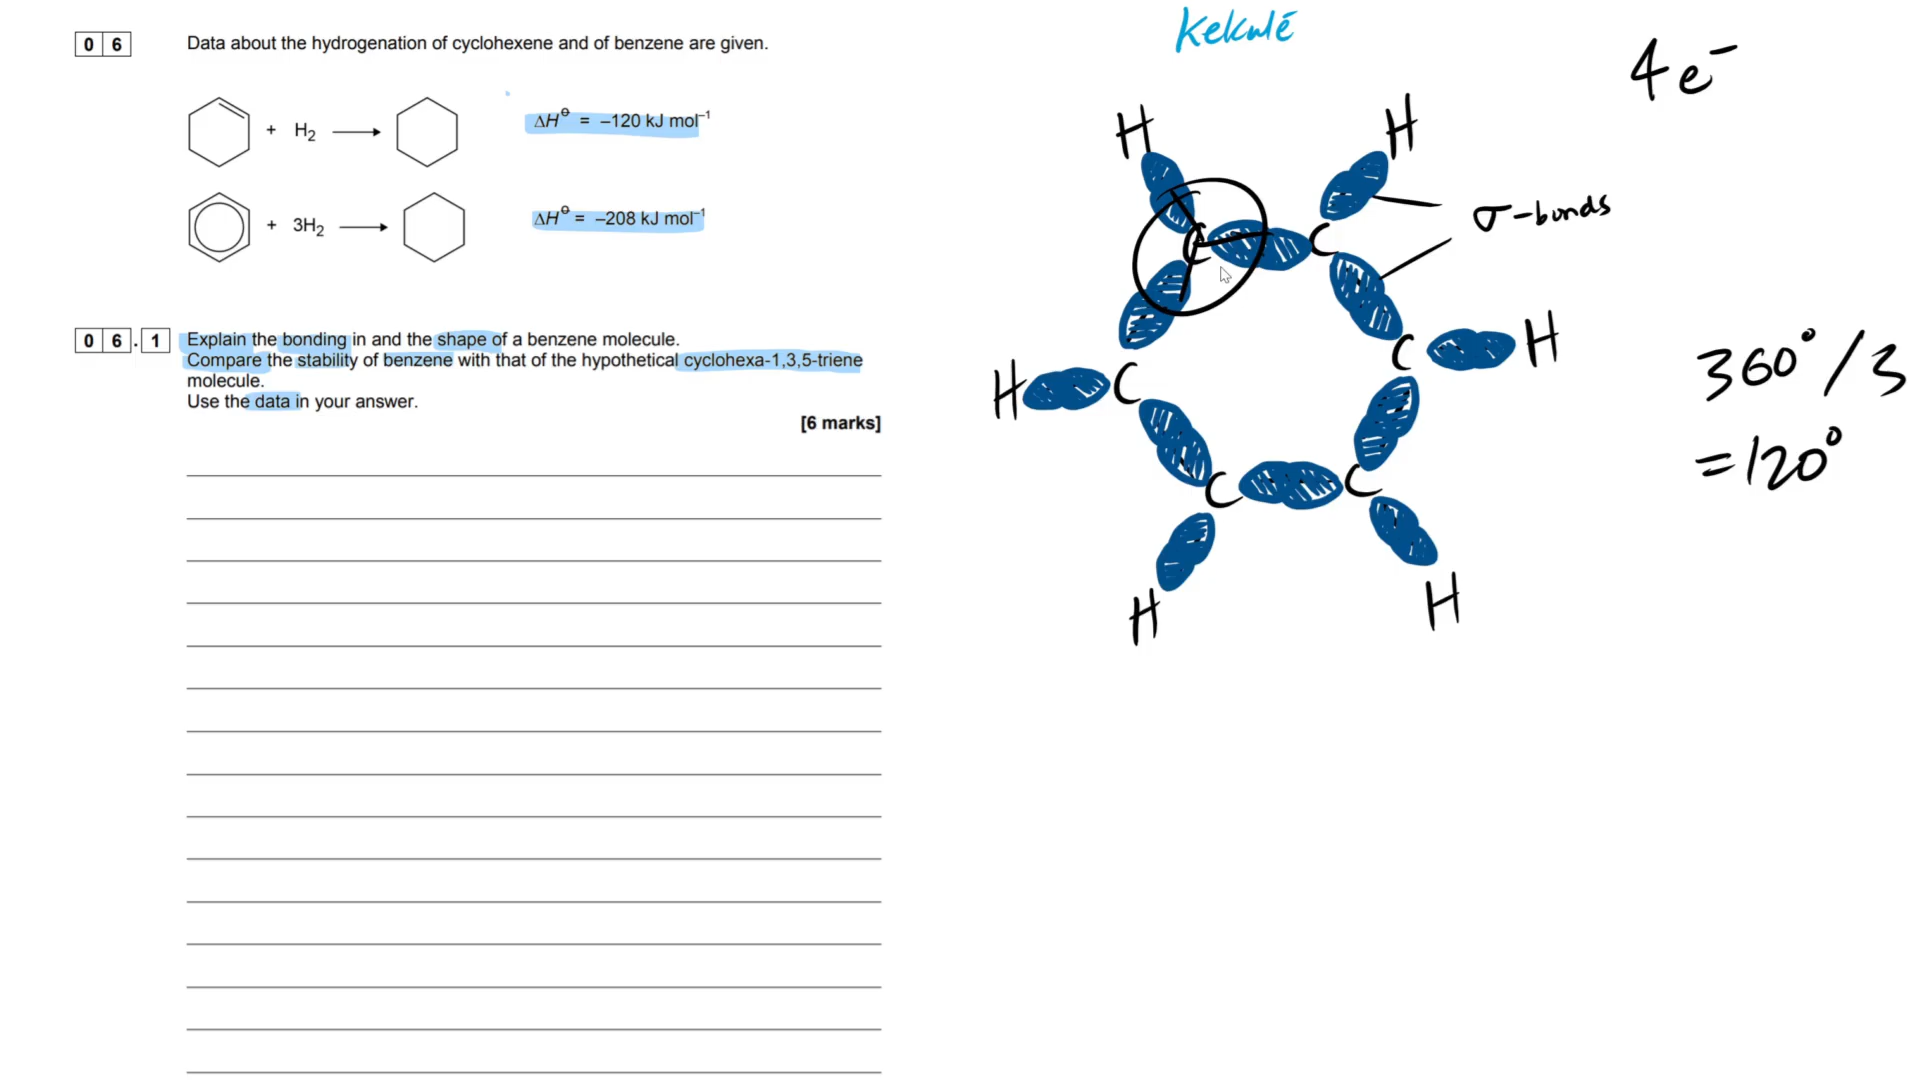 0 6 Data about the hydrogenation of cyclohexene and of benzene are given.
+ H₂ ΔH⦵ = –120 kJ mol⁻¹
+ 3H₂ ΔH⦵ = –208 kJ mol⁻¹
0 6 . 1 Explain the bonding in and the shape of a benzene molecule.
Compare the stability of benzene with that of the hypothetical cyclohexa-1,3,5-triene
molecule.
Use the data in your answer.
[6 marks]
Kekulé
4 e⁻
H H
σ-bonds
C C
360° / 3
= 120°
H C C H
C C
H H